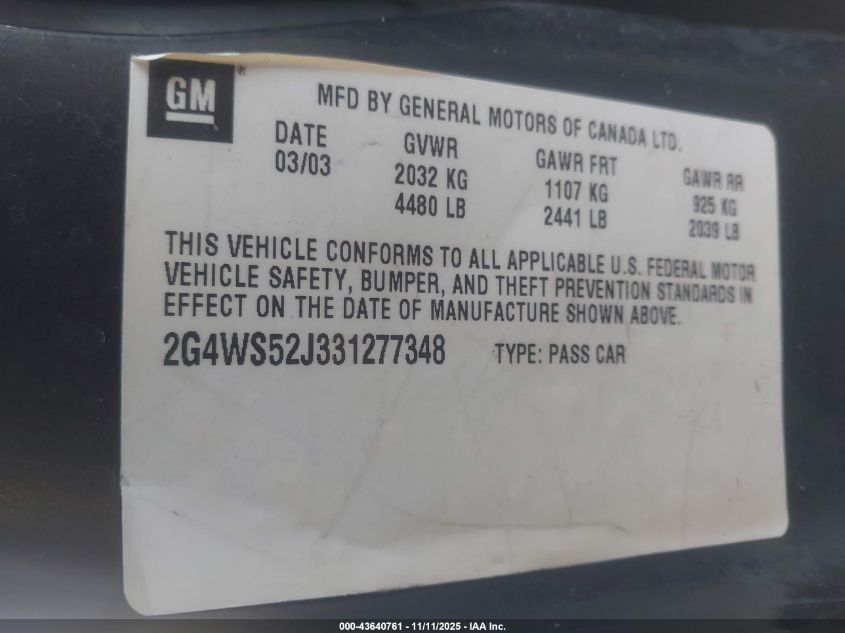 GM ®
MFD BY GENERAL MOTORS OF CANADA LTD.
DATE GVWR GAWR FRT GAWR RR
03/03 2032 KG 1107 KG 925 KG
4480 LB 2441 LB 2039 LB
THIS VEHICLE CONFORMS TO ALL APPLICABLE U.S. FEDERAL MOTOR
VEHICLE SAFETY, BUMPER, AND THEFT PREVENTION STANDARDS IN
EFFECT ON THE DATE OF MANUFACTURE SHOWN ABOVE.
2G4WS52J331277348 TYPE: PASS CAR
000-43640761 - 11/11/2025 - IAA Inc.